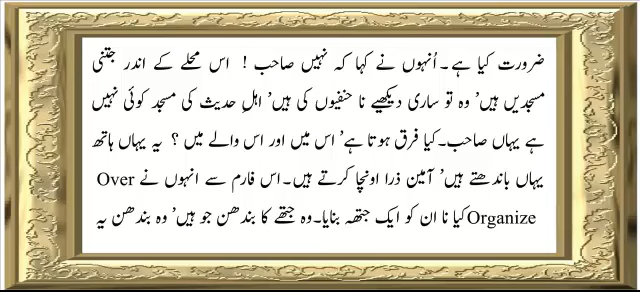 ضرورت کیا ہے۔ اُنہوں نے کہا کہ نہیں صاحب ! اس محلے کے اندر جتنی
مسجدیں ہیں’ وہ تو ساری دیکھیے نا حنفیوں کی ہیں’ اہلِ حدیث کی مسجد کوئی نہیں
ہے یہاں صاحب۔کیا فرق ہوتا ہے’ اس میں اور اس والے میں ؟ یہ یہاں ہاتھ
یہاں باندھتے ہیں’ آمین ذرا اونچا کرتے ہیں۔اس فارم سے انہوں نے Over
Organize کیا نا ان کو ایک جتھہ بنایا۔وہ جتھے کا بندھن جو ہیں’ وہ بندھن یہ